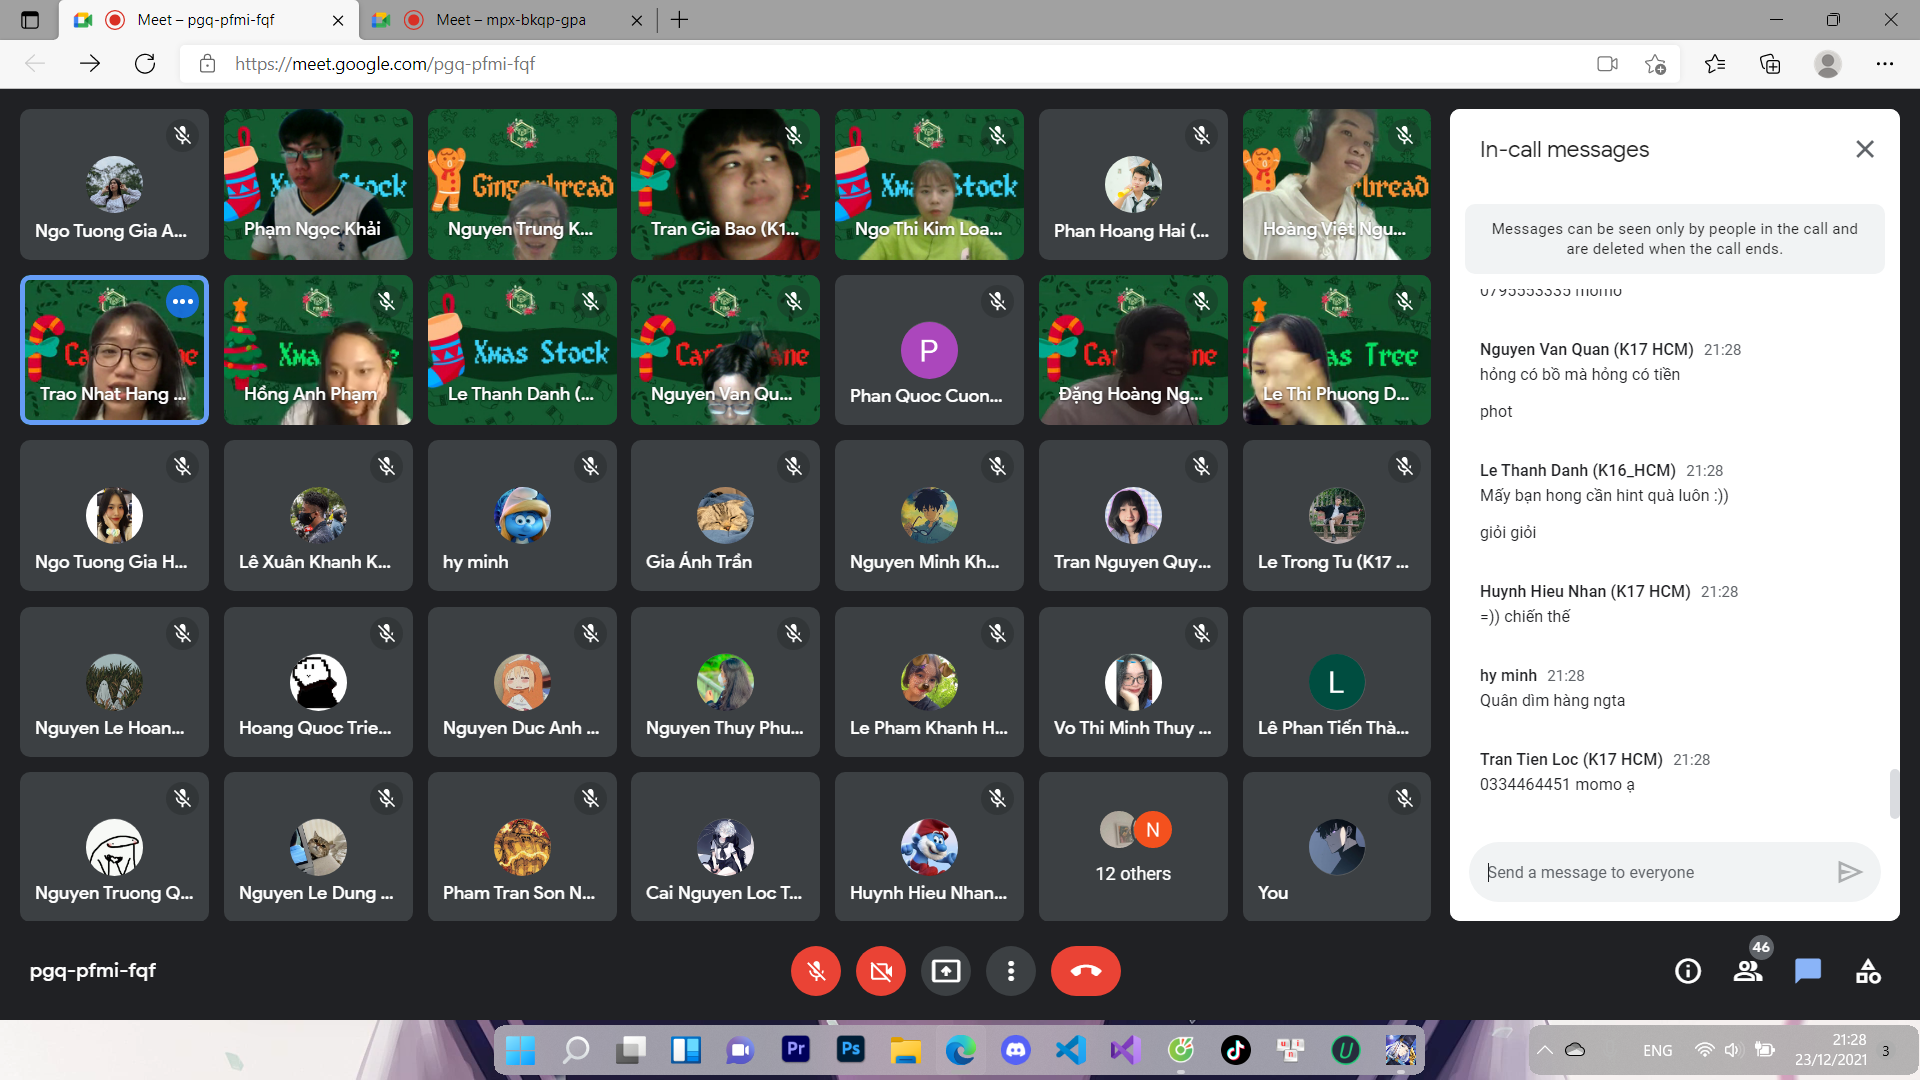 Meet – pgq-pfmi-fqf
Meet – mpx-bkqp-gpa
https://meet.google.com/pgq-pfmi-fqf
Ngo Tuong Gia A...
Xmas Stock
Phạm Ngọc Khải
Gingerbread
Nguyen Trung K...
Tran Gia Bao (K1...
Xmas Stock
Ngo Thi Kim Loa...
Phan Hoang Hai (...
Hoàng Việt Ngu...
Trao Nhat Hang ...
Hồng Anh Phạm
Xmas Stock
Le Thanh Danh (...
Nguyen Van Qu...
P
Phan Quoc Cuon...
Đặng Hoàng Ng...
Le Thi Phuong D...
Ngo Tuong Gia H...
Lê Xuân Khanh K...
hy minh
Gia Ánh Trần
Nguyen Minh Kh...
Tran Nguyen Quy...
Le Trong Tu (K17 ...
Nguyen Le Hoan...
Hoang Quoc Trie...
Nguyen Duc Anh ...
Nguyen Thuy Phu...
Le Pham Khanh H...
Vo Thi Minh Thuy ...
L
Lê Phan Tiến Thà...
Nguyen Truong Q...
Nguyen Le Dung ...
Pham Tran Son N...
Cai Nguyen Loc T...
Huynh Hieu Nhan...
N
12 others
You
In-call messages
Messages can be seen only by people in the call and
are deleted when the call ends.
0795553335 momo
Nguyen Van Quan (K17 HCM) 21:28
hỏng có bồ mà hỏng có tiền
phot
Le Thanh Danh (K16_HCM) 21:28
Mấy bạn hong cần hint quà luôn :))
giỏi giỏi
Huynh Hieu Nhan (K17 HCM) 21:28
=)) chiến thế
hy minh 21:28
Quân dìm hàng ngta
Tran Tien Loc (K17 HCM) 21:28
0334464451 momo ạ
Send a message to everyone
pgq-pfmi-fqf
46
Pr
Ps
ENG
21:28
23/12/2021
3